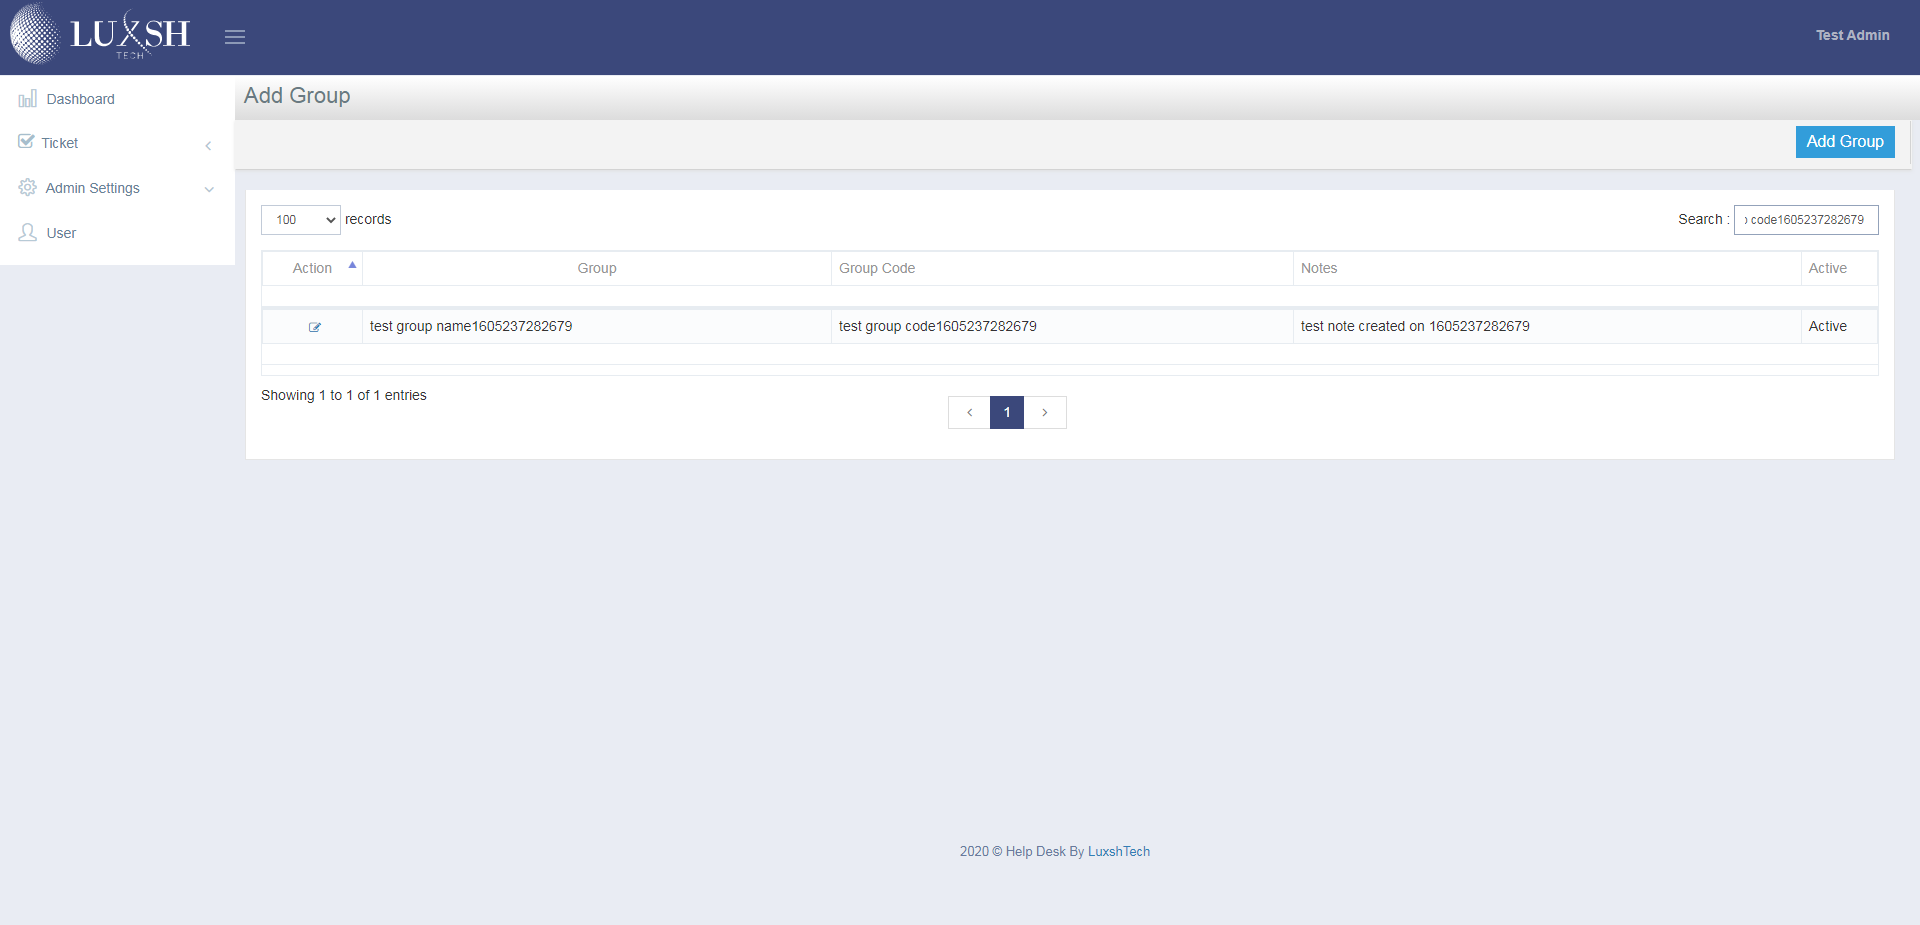 LUXSH
TECH
Test Admin
Dashboard
Ticket
Admin Settings
User
Add Group
Add Group
100 records
Search : code1605237282679
Action Group Group Code Notes Active
test group name1605237282679 test group code1605237282679 test note created on 1605237282679 Active
Showing 1 to 1 of 1 entries
1
2020 © Help Desk By LuxshTech